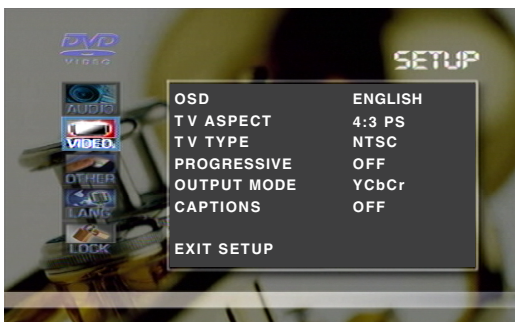 DVD
VIDEO
SETUP
AUDIO
VIDEO.
OTHER
LANG
LOCK
OSD ENGLISH
TV ASPECT 4:3 PS
TV TYPE NTSC
PROGRESSIVE OFF
OUTPUT MODE YCbCr
CAPTIONS OFF
EXIT SETUP